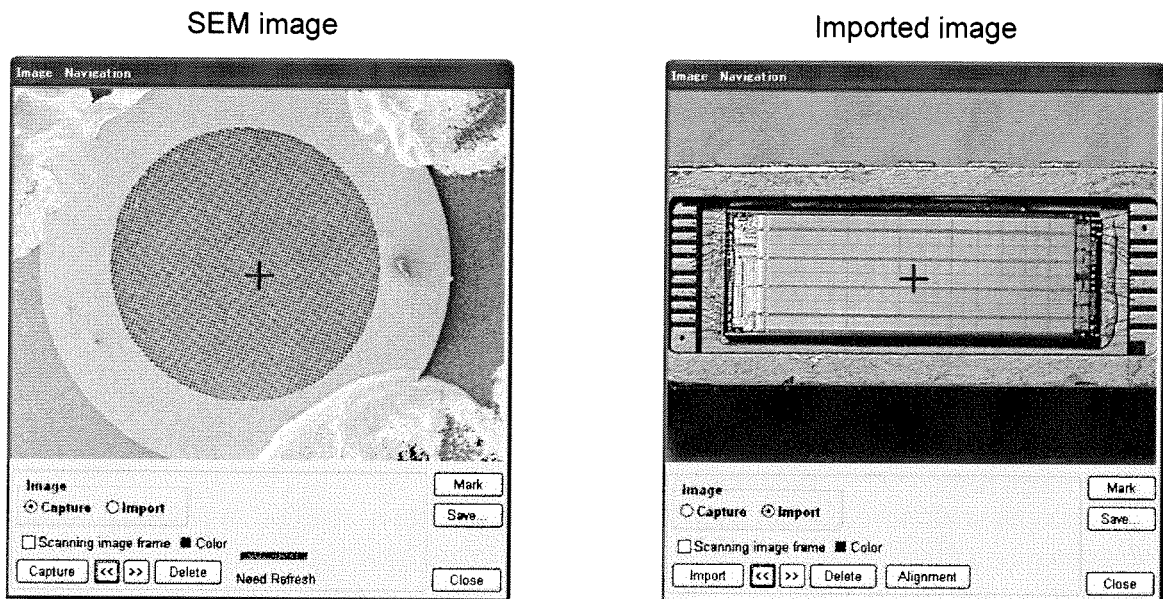 SEM image
Image Navigation
Image
Capture Import
Scanning image frame Color
Capture << >> Delete Need Refresh
Mark
Save...
Close
Imported image
Image Navigation
Image
Capture Import
Scanning image frame Color
Import << >> Delete Alignment
Mark
Save...
Close